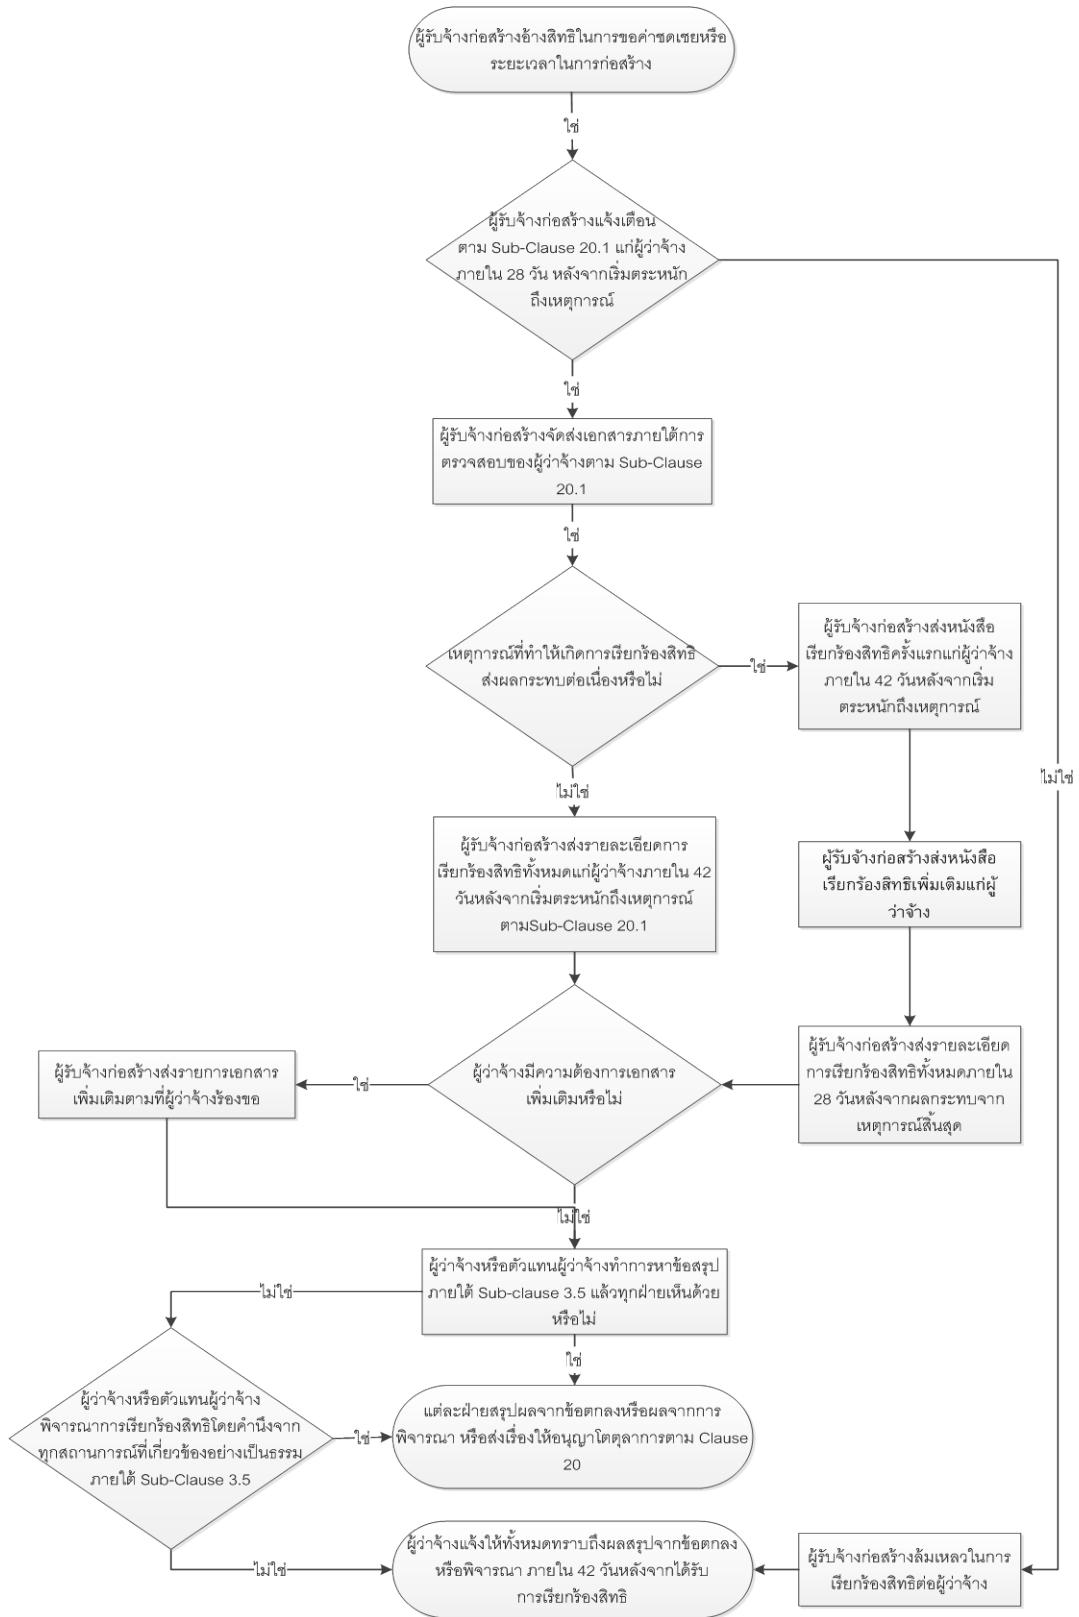 ผู้รับจ้างก่อสร้างอ้างสิทธิในการขอค่าชดเชยหรือ
ระยะเวลาในการก่อสร้าง
ใช่
ผู้รับจ้างก่อสร้างแจ้งเตือน
ตาม Sub-Clause 20.1 แก่ผู้ว่าจ้าง
ภายใน 28 วัน หลังจากเริ่มตระหนัก
ถึงเหตุการณ์
ใช่
ผู้รับจ้างก่อสร้างจัดส่งเอกสารภายใต้การ
ตรวจสอบของผู้ว่าจ้างตาม Sub-Clause
20.1
ใช่
เหตุการณ์ที่ทำให้เกิดการเรียกร้องสิทธิ
ส่งผลกระทบต่อเนื่องหรือไม่
ใช่
ผู้รับจ้างก่อสร้างส่งหนังสือ
เรียกร้องสิทธิครั้งแรกแก่ผู้ว่าจ้าง
ภายใน 42 วันหลังจากเริ่ม
ตระหนักถึงเหตุการณ์
ไม่ใช่
ไม่ใช่
ผู้รับจ้างก่อสร้างส่งรายละเอียดการ
เรียกร้องสิทธิทั้งหมดแก่ผู้ว่าจ้างภายใน 42
วันหลังจากเริ่มตระหนักถึงเหตุการณ์
ตามSub-Clause 20.1
ผู้รับจ้างก่อสร้างส่งหนังสือ
เรียกร้องสิทธิเพิ่มเติมแก่ผู้
ว่าจ้าง
ผู้รับจ้างก่อสร้างส่งรายละเอียด
การเรียกร้องสิทธิทั้งหมดภายใน
28 วันหลังจากผลกระทบจาก
เหตุการณ์สิ้นสุด
ผู้ว่าจ้างมีความต้องการเอกสาร
เพิ่มเติมหรือไม่
ใช่
ผู้รับจ้างก่อสร้างส่งรายการเอกสาร
เพิ่มเติมตามที่ผู้ว่าจ้างร้องขอ
ไม่ใช่
ผู้ว่าจ้างหรือตัวแทนผู้ว่าจ้างทำการหาข้อสรุป
ภายใต้ Sub-clause 3.5 แล้วทุกฝ่ายเห็นด้วย
หรือไม่
ไม่ใช่
ใช่
ผู้ว่าจ้างหรือตัวแทนผู้ว่าจ้าง
พิจารณาการเรียกร้องสิทธิโดยคำนึงจาก
ทุกสถานการณ์ที่เกี่ยวข้องอย่างเป็นธรรม
ภายใต้ Sub-Clause 3.5
ใช่
แต่ละฝ่ายสรุปผลจากข้อตกลงหรือผลจากการ
พิจารณา หรือส่งเรื่องให้อนุญาโตตุลาการตาม Clause
20
ไม่ใช่
ผู้ว่าจ้างแจ้งให้ทั้งหมดทราบถึงผลสรุปจากข้อตกลง
หรือพิจารณา ภายใน 42 วันหลังจากได้รับ
การเรียกร้องสิทธิ
ผู้รับจ้างก่อสร้างล้มเหลวในการ
เรียกร้องสิทธิต่อผู้ว่าจ้าง